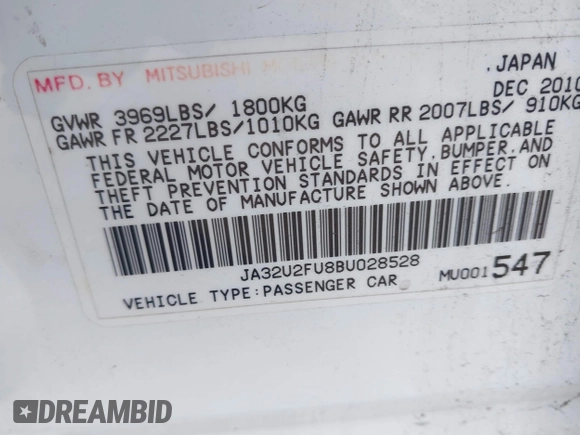 MFD. BY MITSUBISHI
.JAPAN
DEC 2010
GVWR 3969LBS/ 1800KG
GAWR FR 2227LBS/1010KG GAWR RR 2007LBS/ 910KG
THIS VEHICLE CONFORMS TO ALL APPLICABLE
FEDERAL MOTOR VEHICLE SAFETY,BUMPER,AND
THEFT PREVENTION STANDARDS IN EFFECT ON
THE DATE OF MANUFACTURE SHOWN ABOVE.
JA32U2FU8BU028528
MU001547
VEHICLE TYPE:PASSENGER CAR
DREAMBID